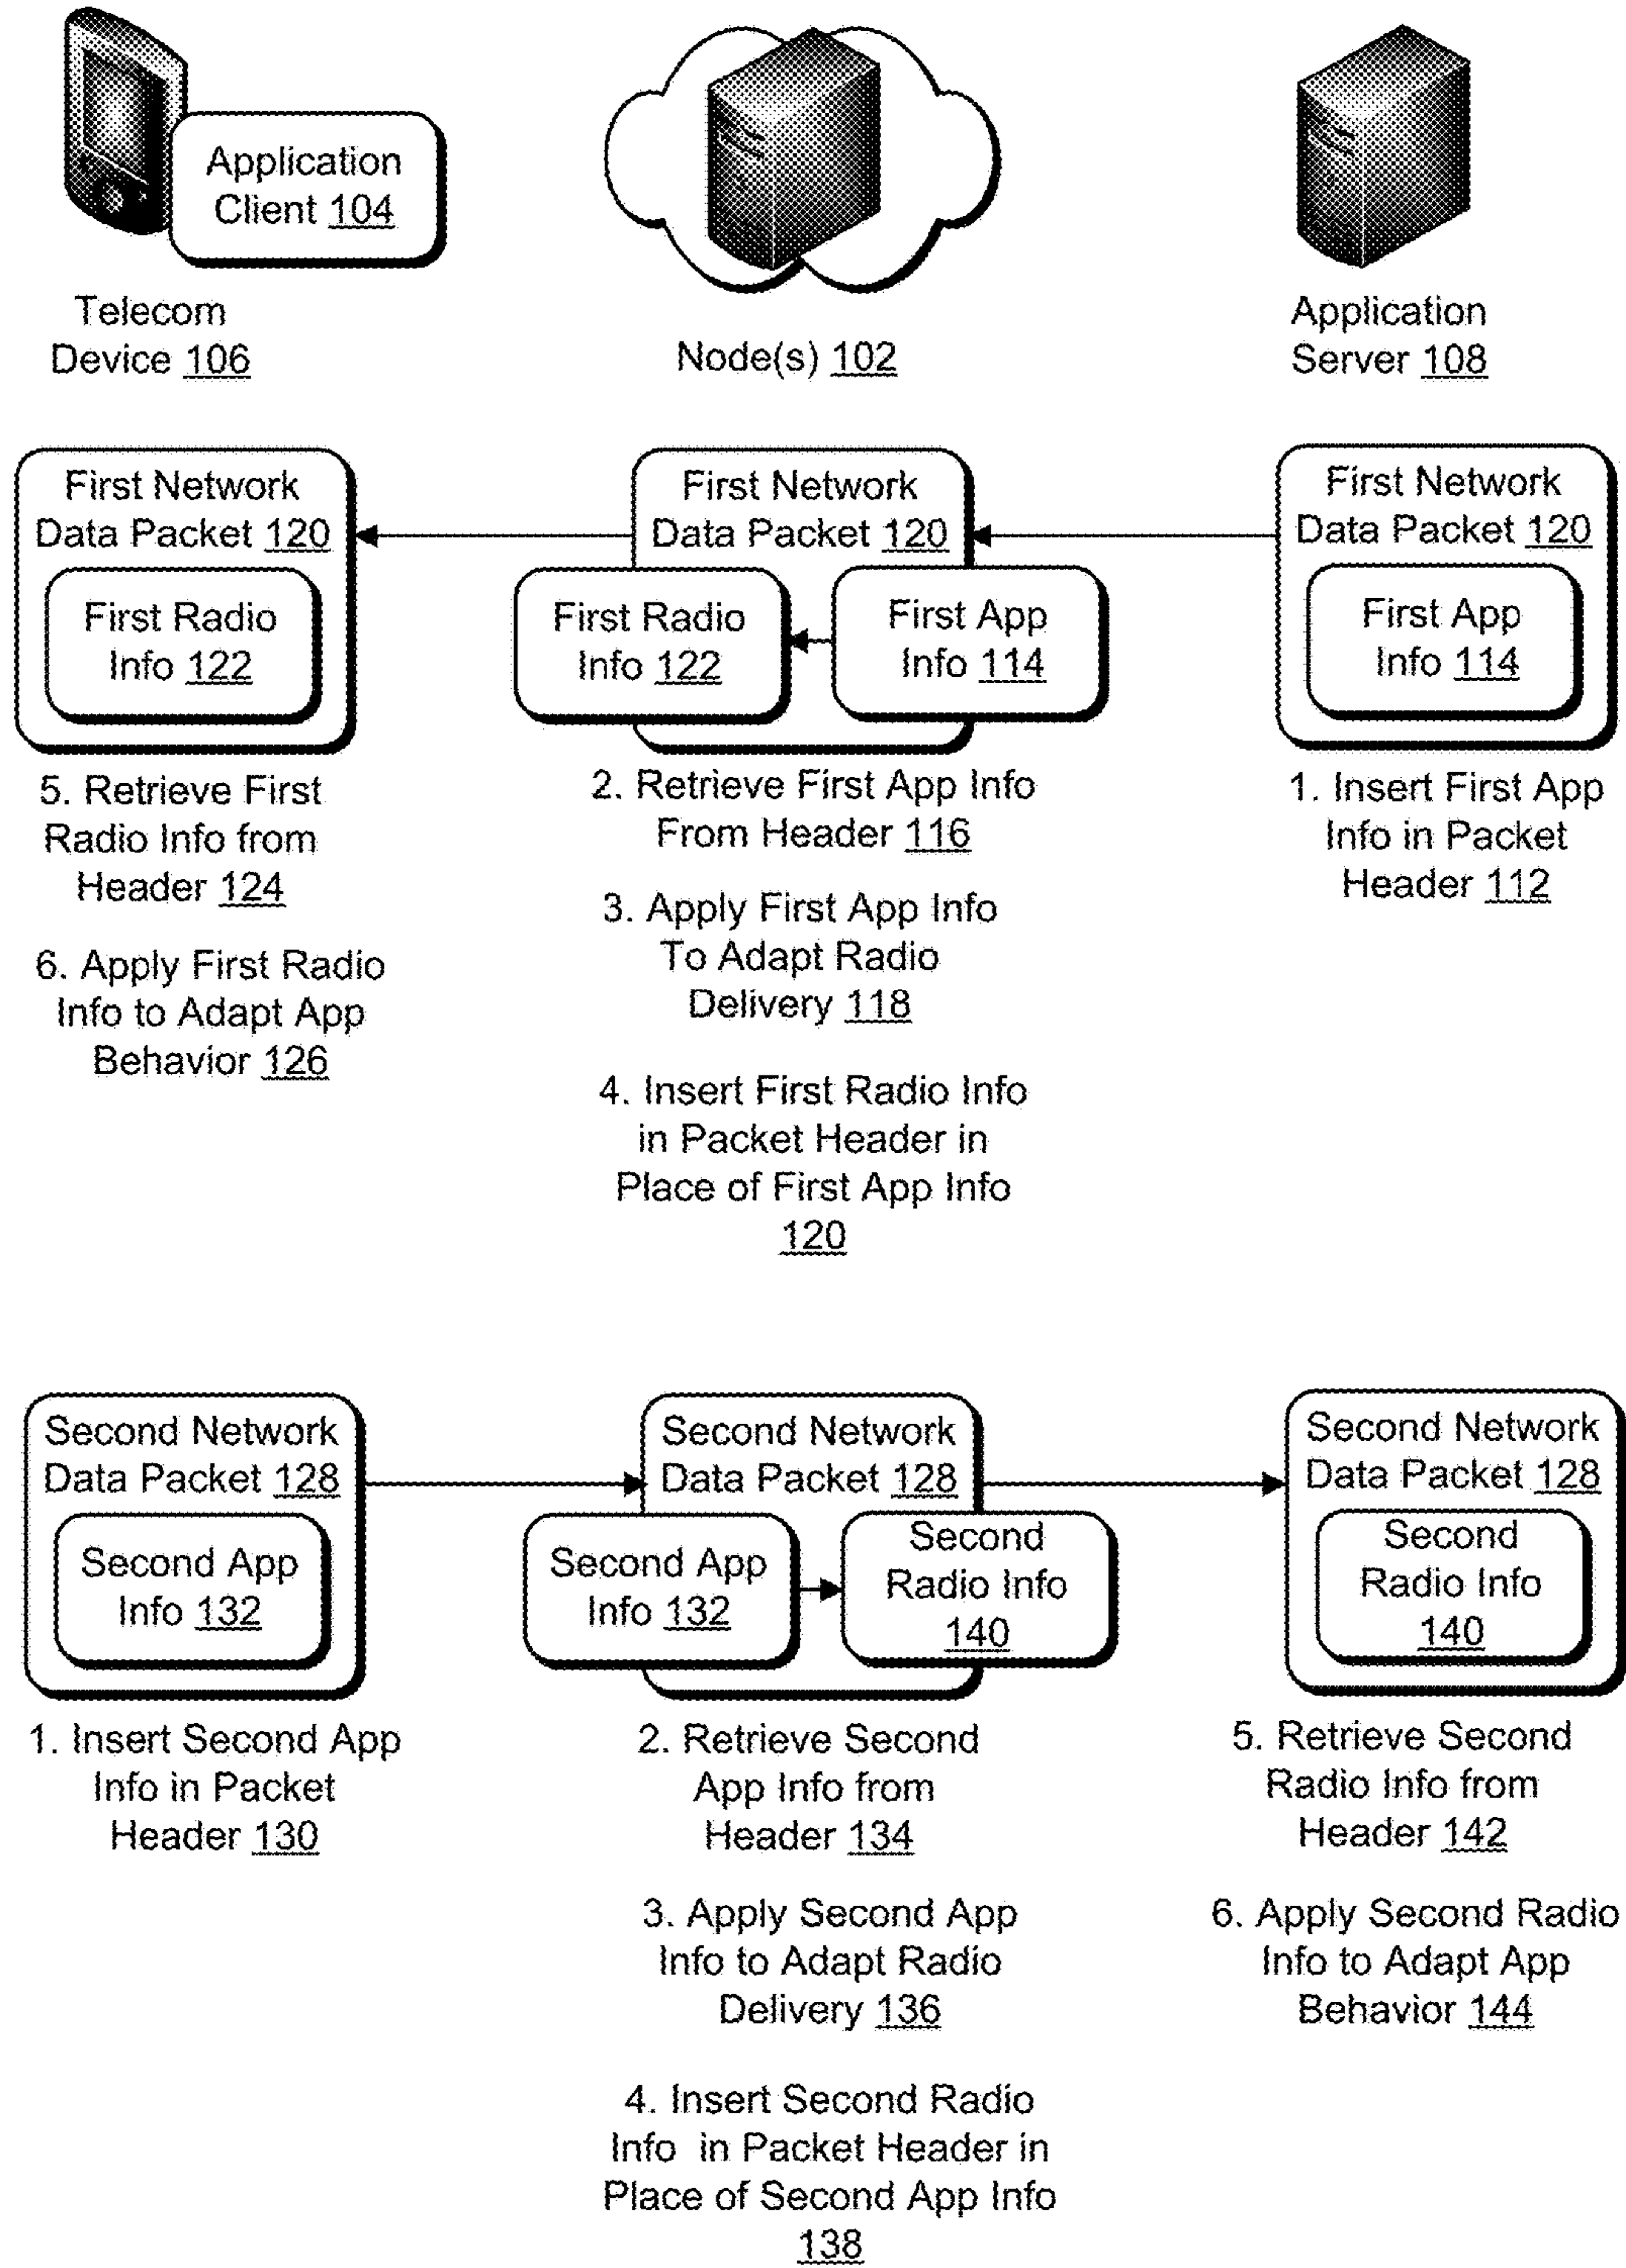 Application
Client 104
Telecom
Device 106
Node(s) 102
Application
Server 108
First Network
Data Packet 120
First Radio
Info 122
First Network
Data Packet 120
First Radio
Info 122
First App
Info 114
First Network
Data Packet 120
First App
Info 114
5. Retrieve First
Radio Info from
Header 124
6. Apply First Radio
Info to Adapt App
Behavior 126
2. Retrieve First App Info
From Header 116
3. Apply First App Info
To Adapt Radio
Delivery 118
4. Insert First Radio Info
in Packet Header in
Place of First App Info
120
1. Insert First App
Info in Packet
Header 112
Second Network
Data Packet 128
Second App
Info 132
Second Network
Data Packet 128
Second App
Info 132
Second
Radio Info
140
Second Network
Data Packet 128
Second
Radio Info
140
1. Insert Second App
Info in Packet
Header 130
2. Retrieve Second
App Info from
Header 134
3. Apply Second App
Info to Adapt Radio
Delivery 136
4. Insert Second Radio
Info in Packet Header in
Place of Second App Info
138
5. Retrieve Second
Radio Info from
Header 142
6. Apply Second Radio
Info to Adapt App
Behavior 144